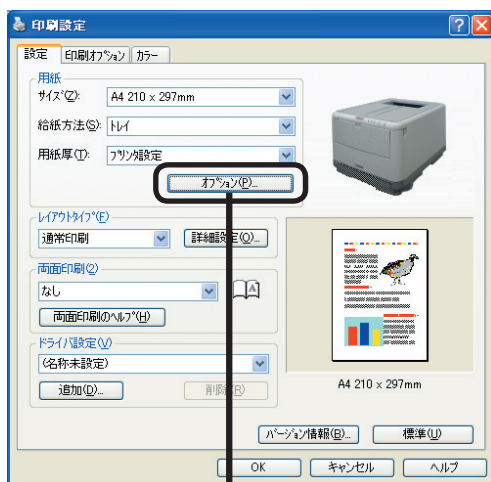 印刷設定
設定 印刷オプション カラー
用紙
サイズ(Z): A4 210 x 297mm
給紙方法(S): トレイ
用紙厚(T): プリンタ設定
オプション(P)...
レイアウトタイプ(E)
通常印刷 詳細設定(O)...
両面印刷(2)
なし
A
両面印刷のヘルプ(H)
ドライバ設定(V)
(名称未設定)
追加(D)... 削除(R)
A4 210 x 297mm
バージョン情報(B)... 標準(U)
OK キャンセル ヘルプ